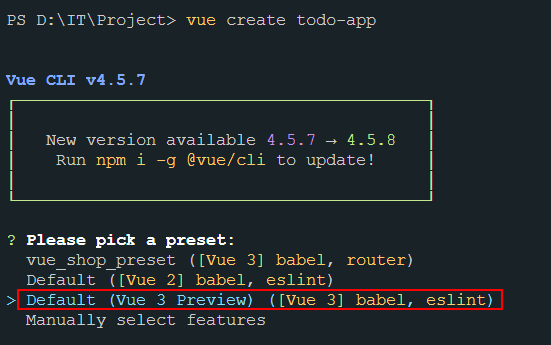 PS D:\IT\Project> vue create todo-app
Vue CLI v4.5.7
New version available 4.5.7 → 4.5.8
Run npm i -g @vue/cli to update!
? Please pick a preset:
vue_shop_preset ([Vue 3] babel, router)
Default ([Vue 2] babel, eslint)
> Default (Vue 3 Preview) ([Vue 3] babel, eslint)
Manually select features